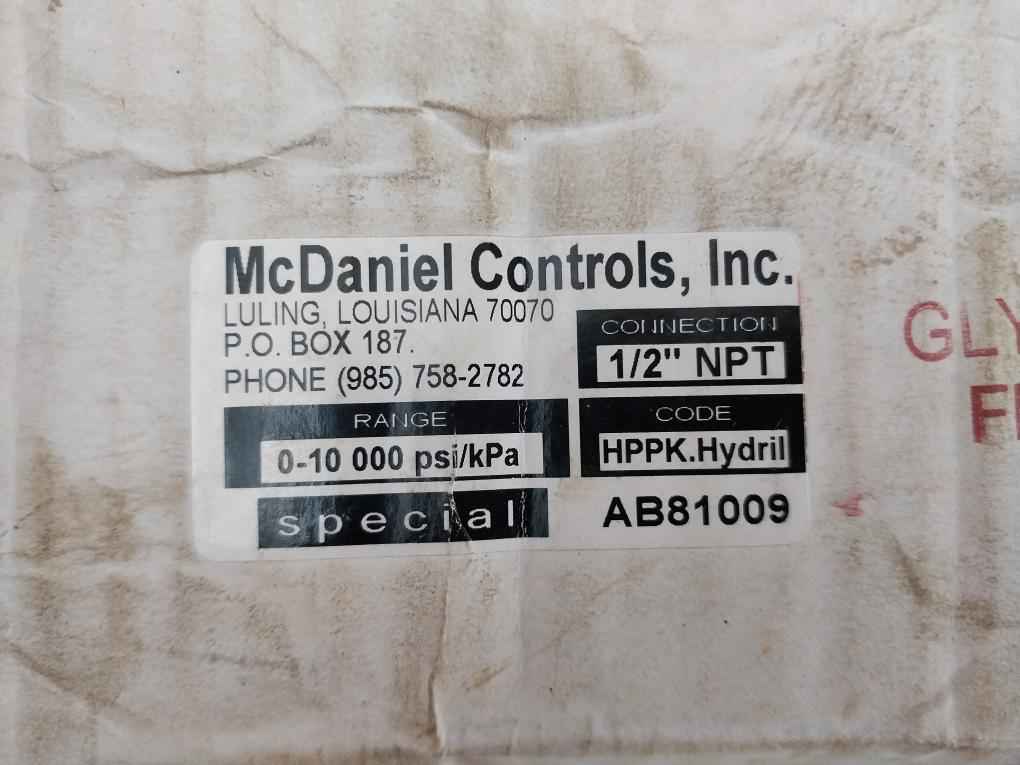 McDaniel Controls, Inc.
LULING, LOUISIANA 70070
P.O. BOX 187.
PHONE (985) 758-2782
CONNECTION
1/2" NPT
RANGE
0-10 000 psi/kPa
CODE
HPPK.Hydril
special
AB81009
GLY